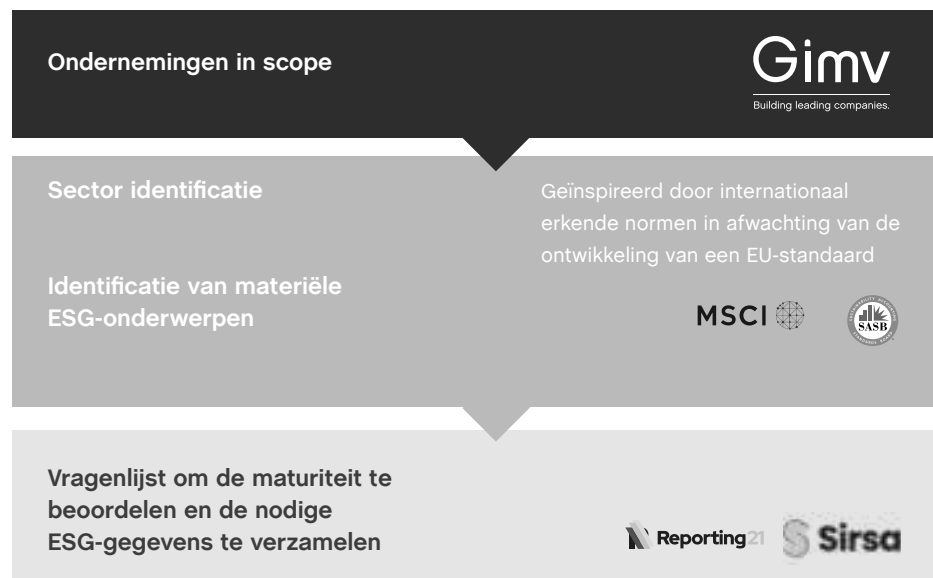 Ondernemingen in scope
Gimv
Building leading companies.
Sector identificatie
Geïnspireerd door internationaal
erkende normen in afwachting van de
ontwikkeling van een EU-standaard
Identificatie van materiële
ESG-onderwerpen
MSCI
SASB
Vragenlijst om de maturiteit te
beoordelen en de nodige
ESG-gegevens te verzamelen
Reporting21
Sirsa